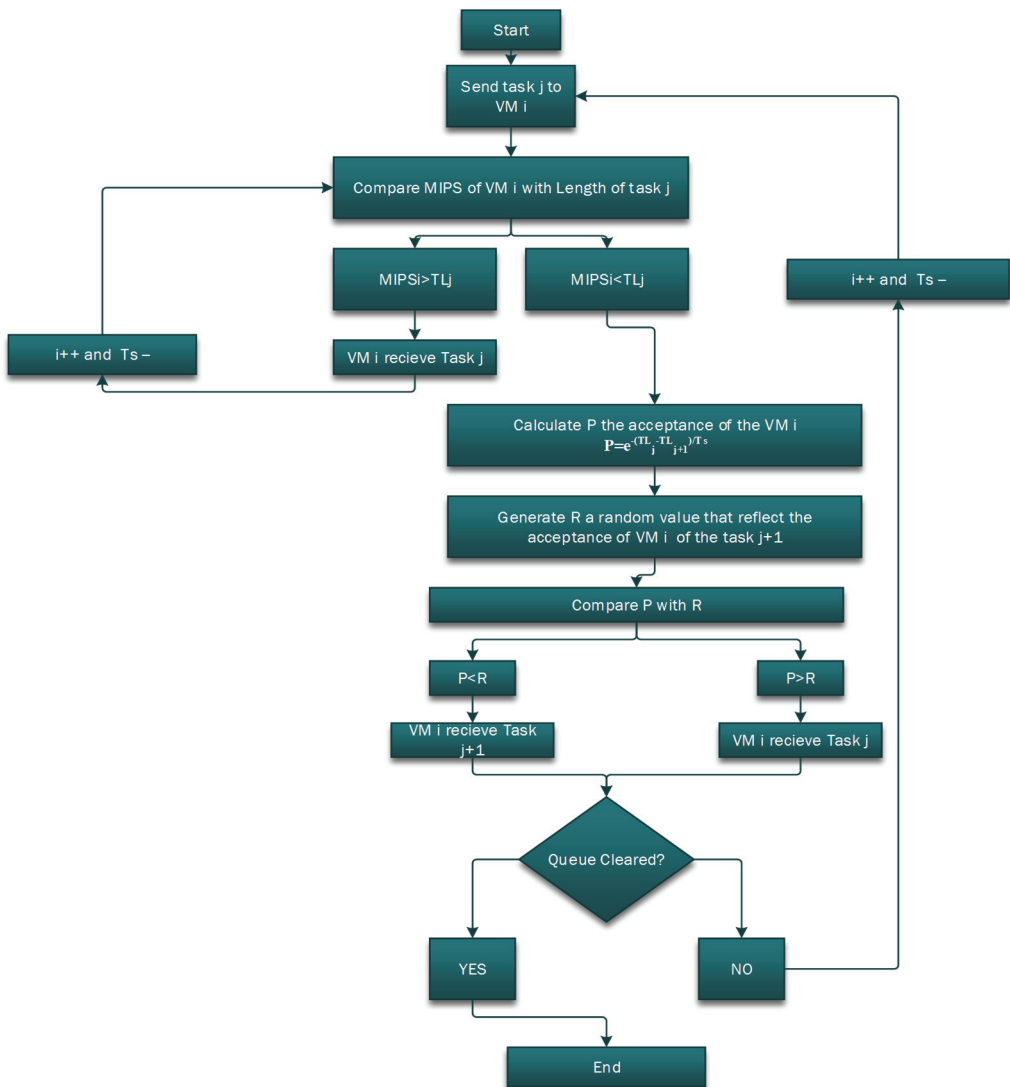 Start
Send task j to
VM i
Compare MIPS of VM i with Length of task j
MIPSi>TLj
MIPSi<TLj
i++ and Ts –
i++ and Ts –
VM i recieve Task j
Calculate P the acceptance of the VM i
P=e-(TLj-TLj+1)/Ts
Generate R a random value that reflect the
acceptance of VM i of the task j+1
Compare P with R
P<R
P>R
VM i recieve Task
j+1
VM i recieve Task j
Queue Cleared?
YES
NO
End